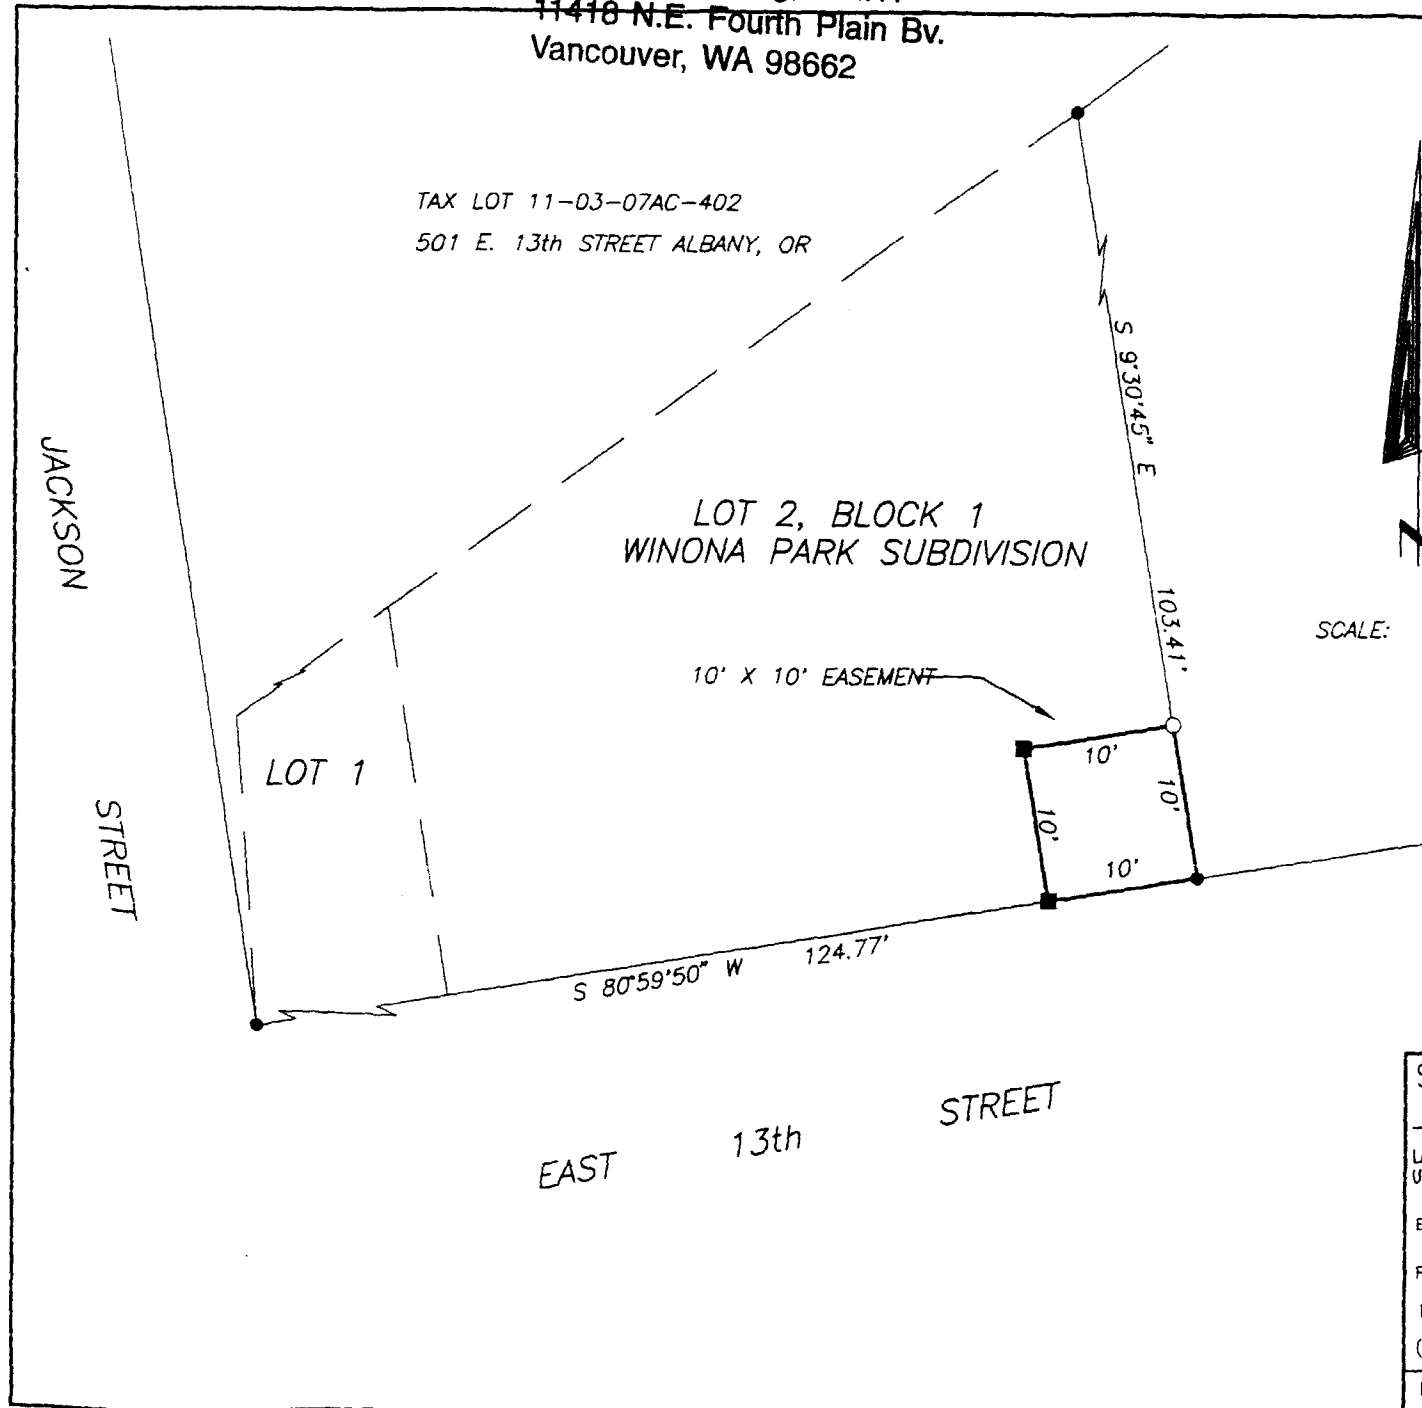 11418 N.E. Fourth Plain Bv.
Vancouver, WA 98662
TAX LOT 11-03-07AC-402
501 E. 13th STREET ALBANY, OR
S 9°30'45" E
103.41'
JACKSON
STREET
LOT 2, BLOCK 1
WINONA PARK SUBDIVISION
SCALE:
10' X 10' EASEMENT
LOT 1
10'
10'
10'
10'
S 80°59'50" W 124.77'
EAST 13th STREET
N